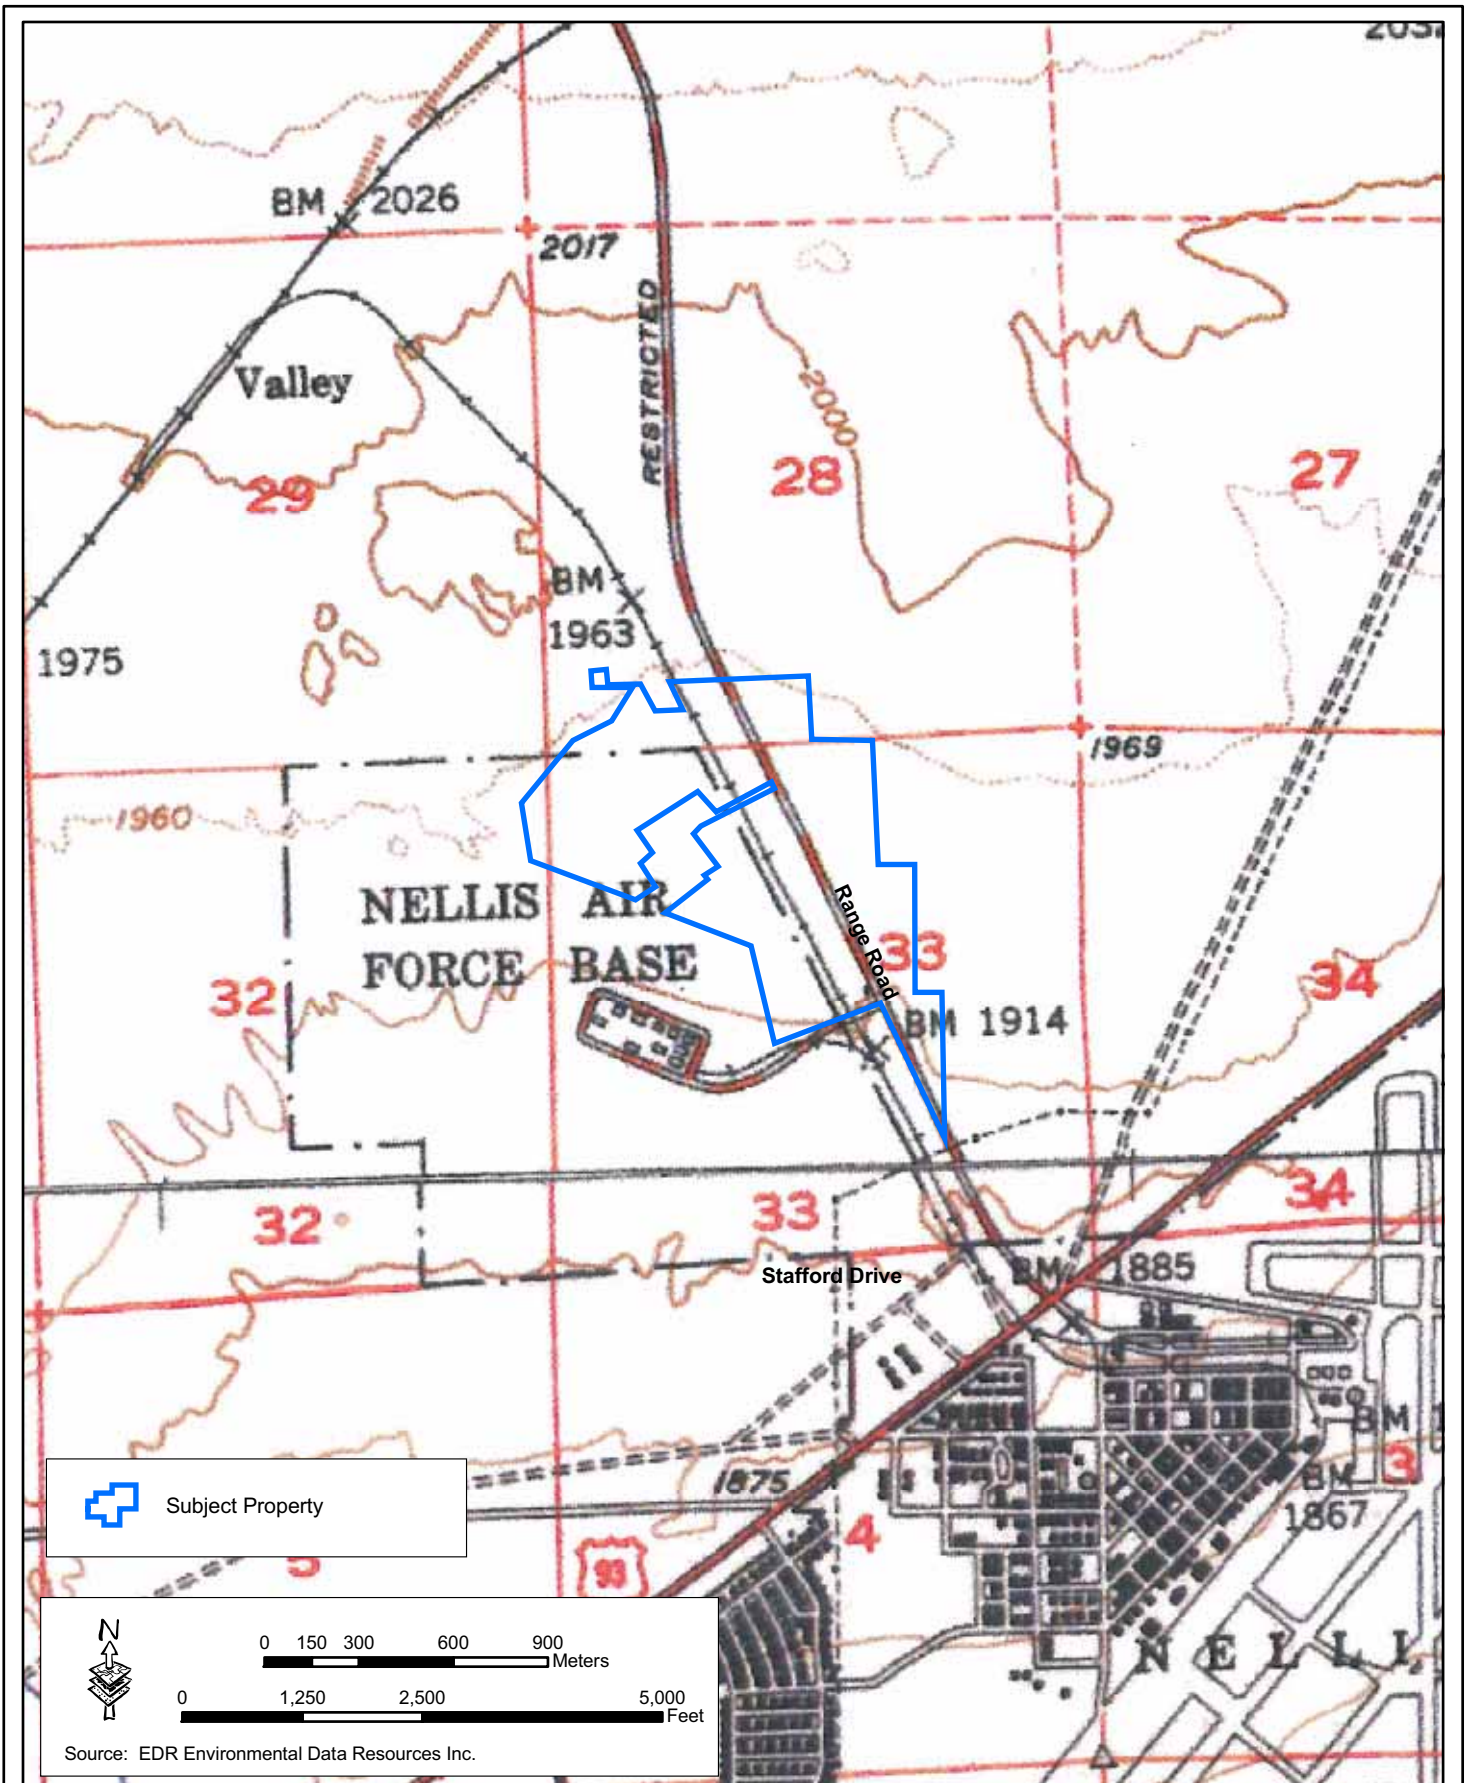 BM 2026
2017
RESTRICTED
Valley
2000
28
27
29
BM
1963
1975
1969
1960
NELLIS AIR
FORCE BASE
Range Road
33
32
34
BM 1914
32
33
34
Stafford Drive
BM 1885
BM
3
1875
BM
1867
Subject Property
4
5
93
N
0 150 300 600 900
Meters
0 1,250 2,500 5,000
Feet
Source: EDR Environmental Data Resources Inc.
N E L L I